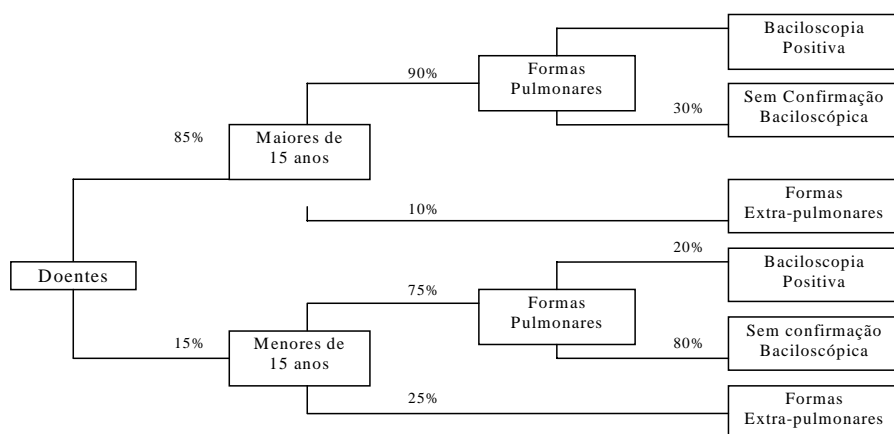 Baciloscopia
Positiva
90%
Formas
Pulmonares
Sem Confirmação
Baciloscópica
30%
85%
Maiores de
15 anos
10%
Formas
Extra-pulmonares
Doentes
20%
Baciloscopia
Positiva
75%
Formas
Pulmonares
15%
Menores de
15 anos
80%
Sem confirmação
Baciloscópica
25%
Formas
Extra-pulmonares